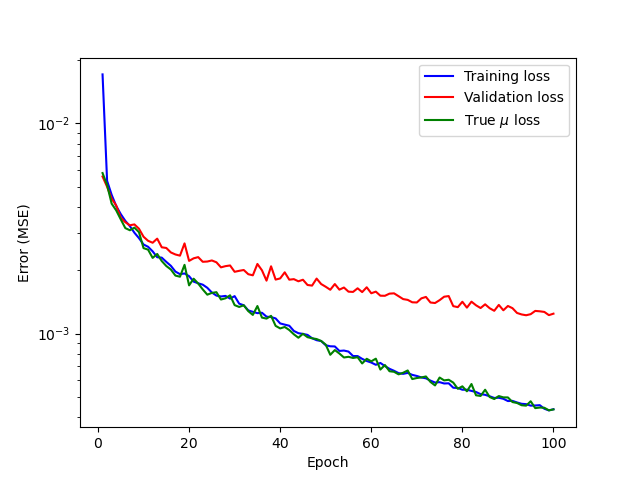 Training loss
Validation loss
True μ loss
10⁻²
10⁻³
Error (MSE)
0 20 40 60 80 100
Epoch